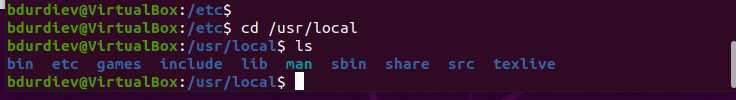 bdurdiev@VirtualBox:/etc$
bdurdiev@VirtualBox:/etc$ cd /usr/local
bdurdiev@VirtualBox:/usr/local$ ls
bin  etc  games  include  lib  man  sbin  share  src  texlive
bdurdiev@VirtualBox:/usr/local$